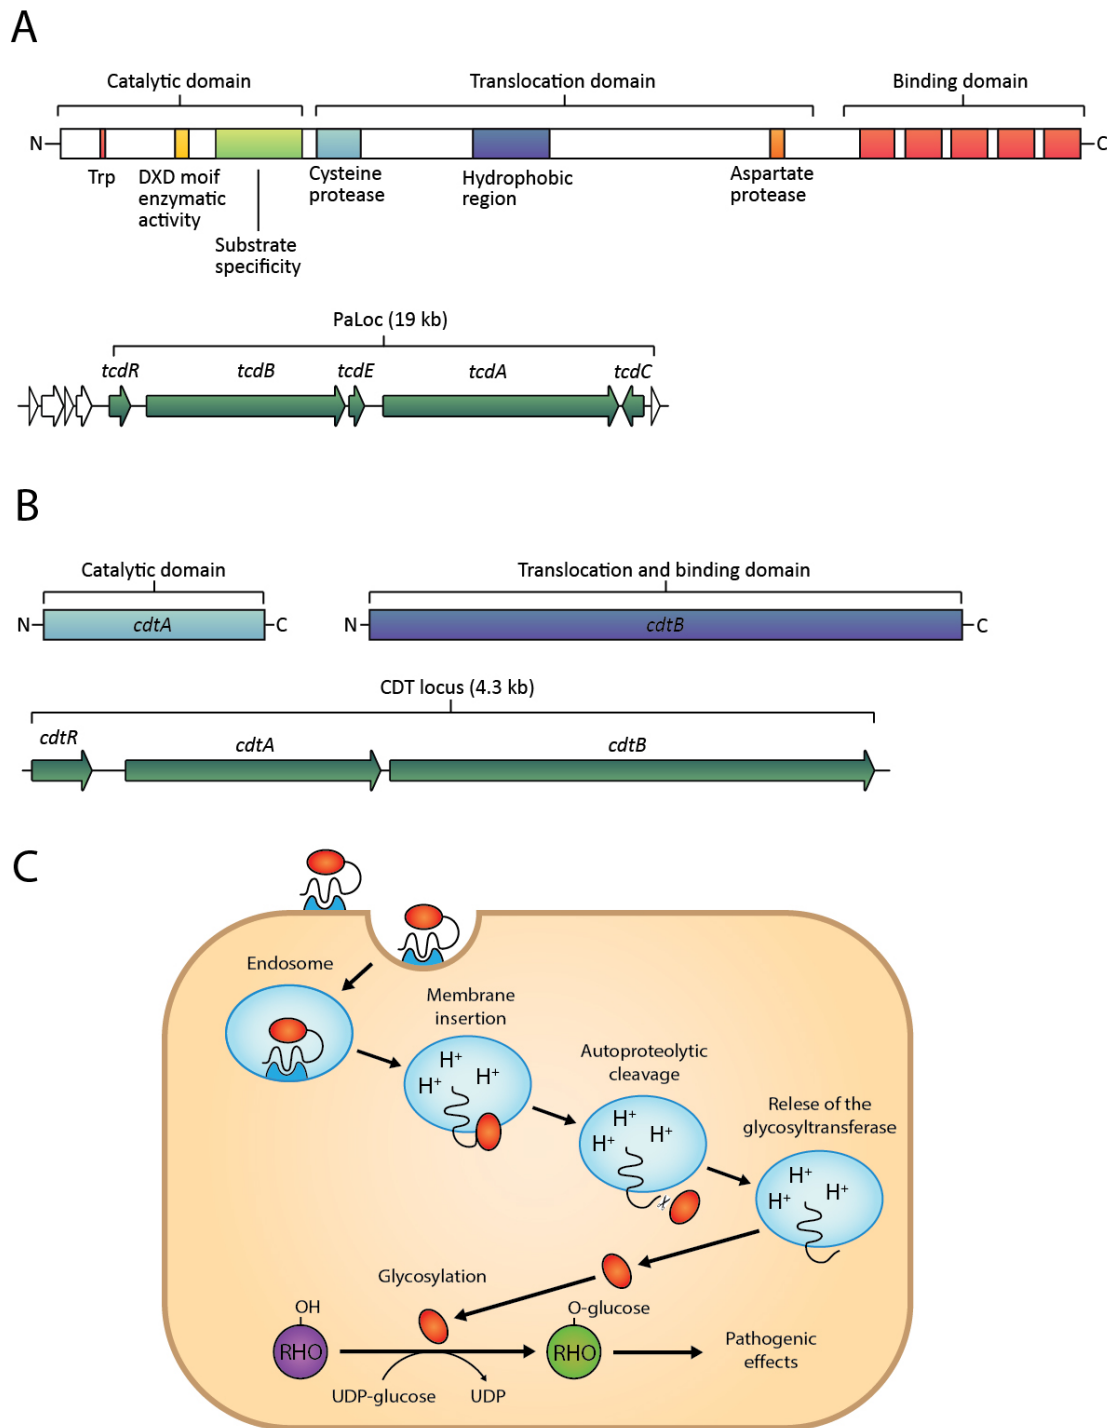 A
Catalytic domain
Translocation domain
Binding domain
N
C
Trp
DXD moif
enzymatic
activity
Substrate
specificity
Cysteine
protease
Hydrophobic
region
Aspartate
protease
PaLoc (19 kb)
tcdR
tcdB
tcdE
tcdA
tcdC
B
Catalytic domain
Translocation and binding domain
N
cdtA
C
N
cdtB
C
CDT locus (4.3 kb)
cdtR
cdtA
cdtB
C
Endosome
Membrane
insertion
H+
H+
H+
Autoproteolytic
cleavage
H+
H+
H+
Relese of the
glycosyltransferase
H+
H+
H+
Glycosylation
OH
RHO
UDP-glucose
UDP
O-glucose
RHO
Pathogenic
effects